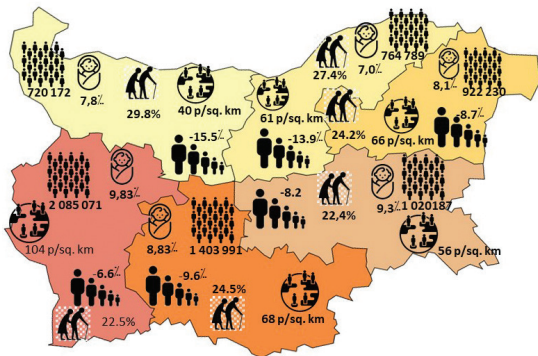 720 172
7,8٪
29.8%
40 p/sq. km
-15.5٪
27.4%
7,0٪
764 789
61 p/sq. km
-13.9٪
24.2%
8,1٪
922 230
66 p/sq. km
-8.7٪
2 085 071
9,83٪
104 p/sq. km
-6.6٪
22.5%
8,83٪
1 403 991
-9.6٪
24.5%
68 p/sq. km
-8.2
22,4%
9,3٪
1 020187
56 p/sq. km